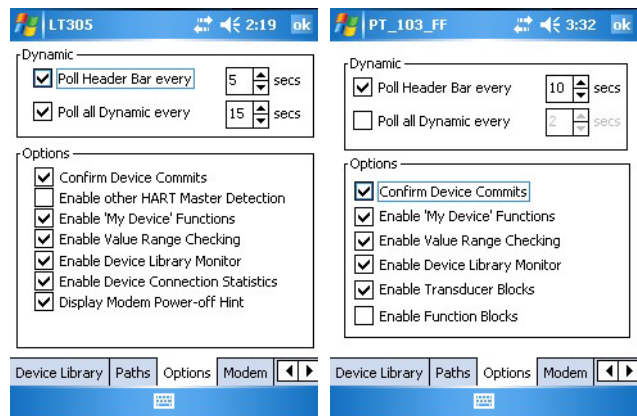 LT305 2:19 ok
Dynamic
Poll Header Bar every 5 secs
Poll all Dynamic every 15 secs
Options
Confirm Device Commits
Enable other HART Master Detection
Enable 'My Device' Functions
Enable Value Range Checking
Enable Device Library Monitor
Enable Device Connection Statistics
Display Modem Power-off Hint
Device Library Paths Options Modem
PT_103_FF 3:32 ok
Dynamic
Poll Header Bar every 10 secs
Poll all Dynamic every 2 secs
Options
Confirm Device Commits
Enable 'My Device' Functions
Enable Value Range Checking
Enable Device Library Monitor
Enable Transducer Blocks
Enable Function Blocks
Device Library Paths Options Modem